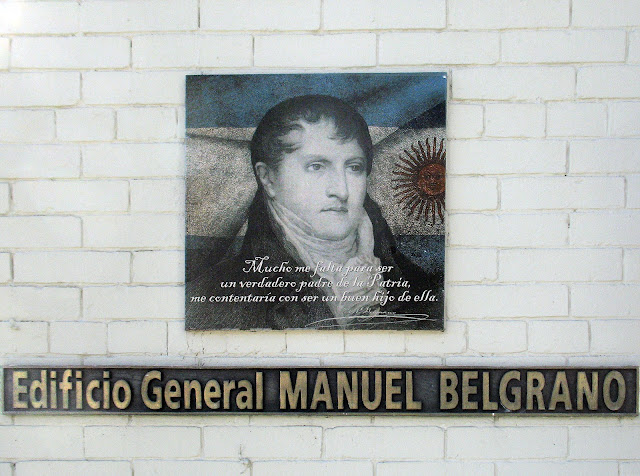 Mucho me falta para ser
un verdadero padre de la Patria,
me contentaría con ser un buen hijo de ella.
Edificio General MANUEL BELGRANO